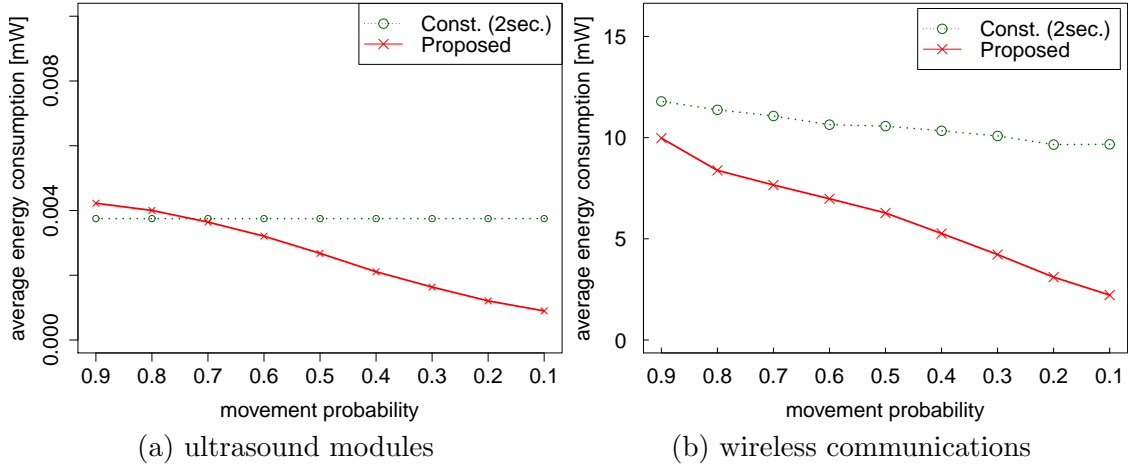 Const. (2sec.)
Proposed
average energy consumption [mW]
0.008
0.004
0.000
0.9 0.8 0.7 0.6 0.5 0.4 0.3 0.2 0.1
movement probability
(a) ultrasound modules
Const. (2sec.)
Proposed
average energy consumption [mW]
15
10
5
0
0.9 0.8 0.7 0.6 0.5 0.4 0.3 0.2 0.1
movement probability
(b) wireless communications